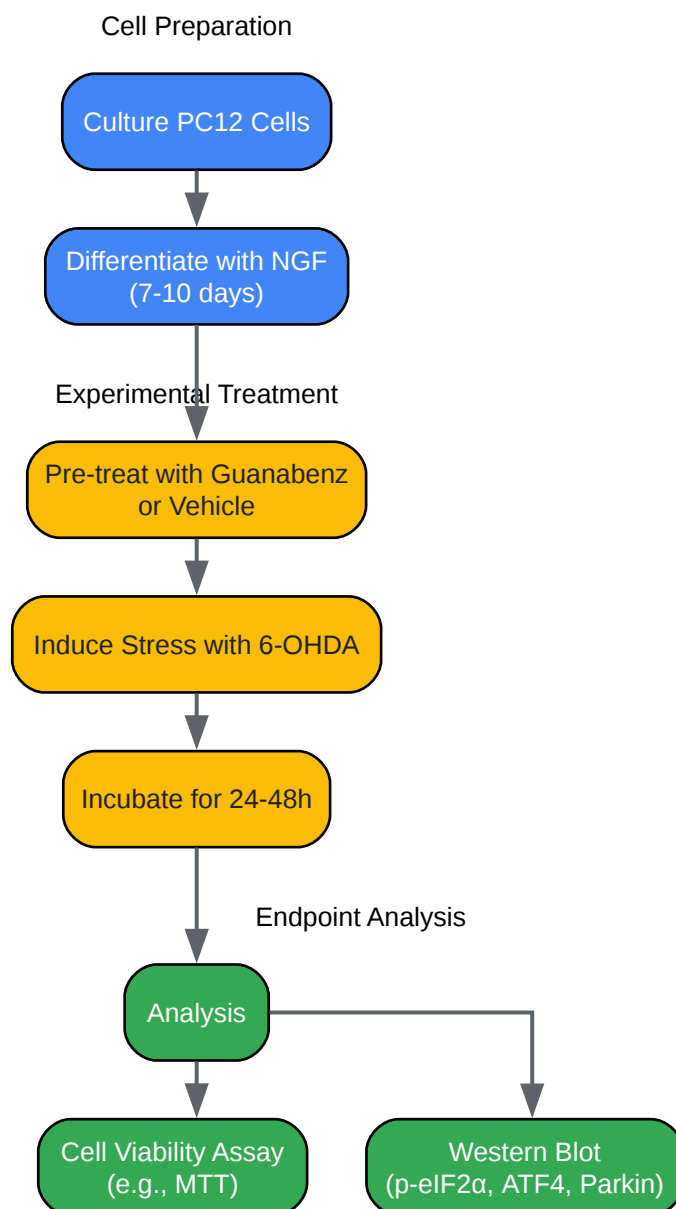 Cell Preparation
Culture PC12 Cells
Differentiate with NGF
(7-10 days)
Experimental Treatment
Pre-treat with Guanabenz
or Vehicle
Induce Stress with 6-OHDA
Incubate for 24-48h
Endpoint Analysis
Analysis
Cell Viability Assay
(e.g., MTT)
Western Blot
(p-eIF2α, ATF4, Parkin)